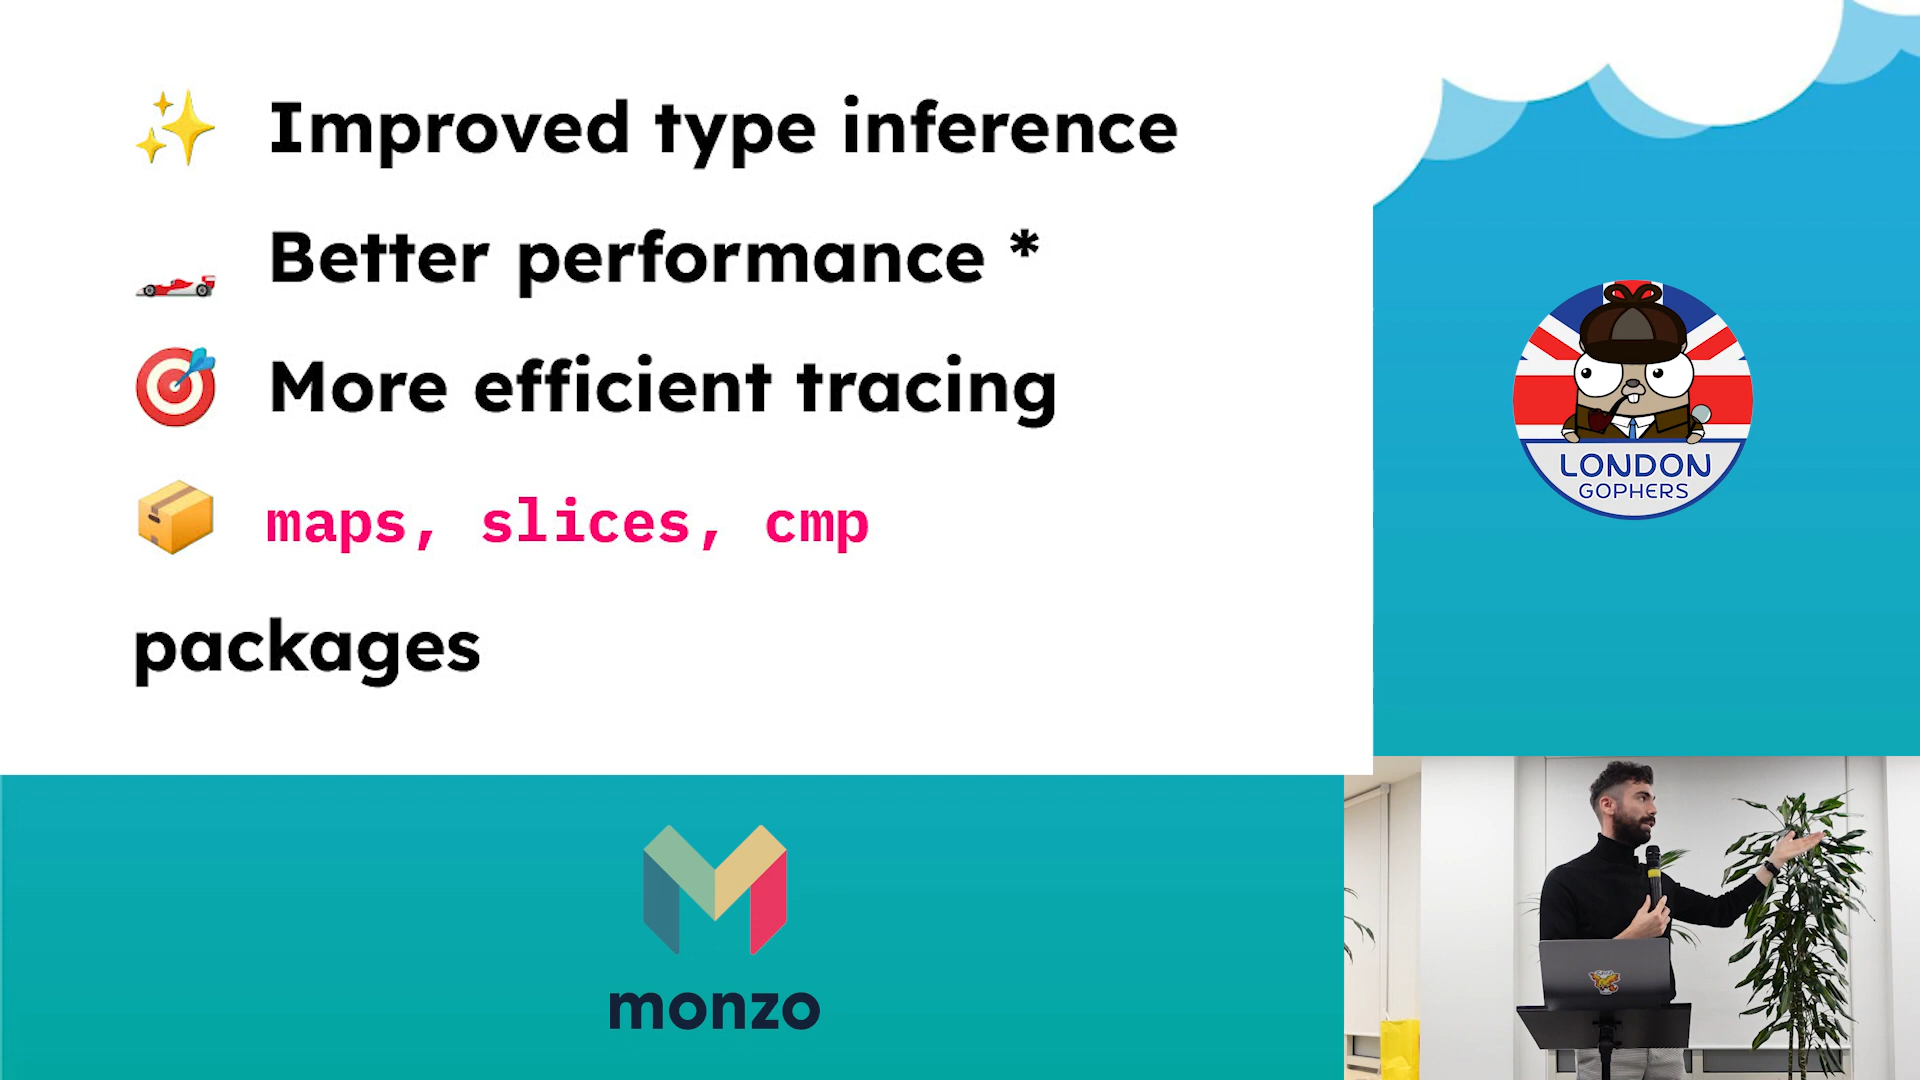 Improved type inference
Better performance *
More efficient tracing
maps, slices, cmp
packages
LONDON
GOPHERS
monzo